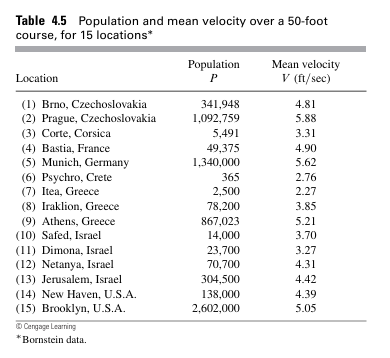 Table 4.5 Population and mean velocity over a 50-foot
course, for 15 locations*
Population Mean velocity
Location P V (ft/sec)
(1) Brno, Czechoslovakia 341,948 4.81
(2) Prague, Czechoslovakia 1,092,759 5.88
(3) Corte, Corsica 5,491 3.31
(4) Bastia, France 49,375 4.90
(5) Munich, Germany 1,340,000 5.62
(6) Psychro, Crete 365 2.76
(7) Itea, Greece 2,500 2.27
(8) Iraklion, Greece 78,200 3.85
(9) Athens, Greece 867,023 5.21
(10) Safed, Israel 14,000 3.70
(11) Dimona, Israel 23,700 3.27
(12) Netanya, Israel 70,700 4.31
(13) Jerusalem, Israel 304,500 4.42
(14) New Haven, U.S.A. 138,000 4.39
(15) Brooklyn, U.S.A. 2,602,000 5.05
© Cengage Learning
*Bornstein data.